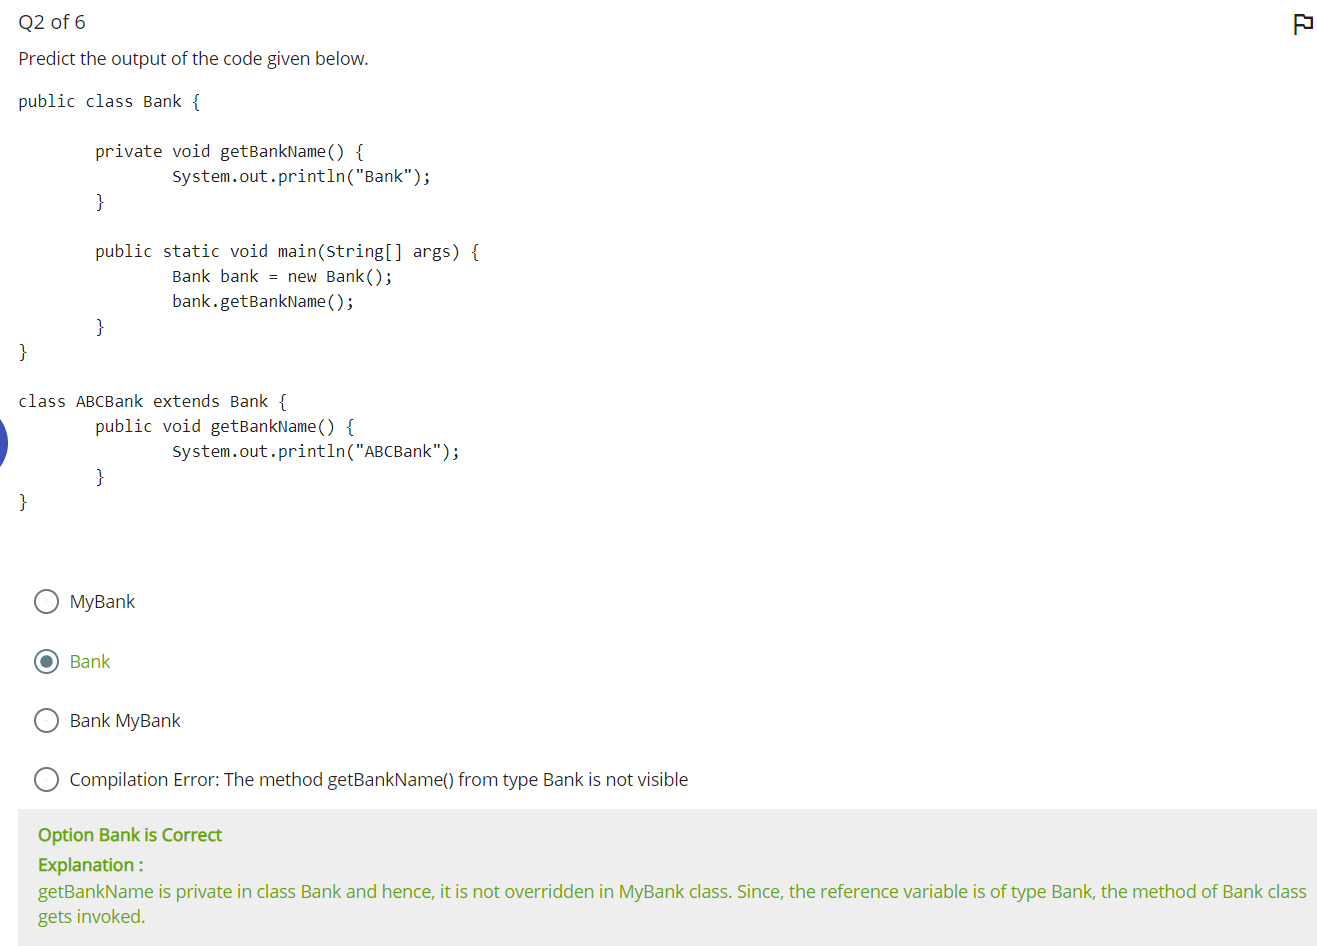 Q2 of 6
Predict the output of the code given below.
public class Bank {
private void getBankName() {
System.out.println("Bank");
}
public static void main(String[] args) {
Bank bank = new Bank();
bank.getBankName();
}
}
class ABCBank extends Bank {
public void getBankName() {
System.out.println("ABCBank");
}
}
MyBank
Bank
Bank MyBank
Compilation Error: The method getBankName() from type Bank is not visible
Option Bank is Correct
Explanation :
getBankName is private in class Bank and hence, it is not overridden in MyBank class. Since, the reference variable is of type Bank, the method of Bank class
gets invoked.